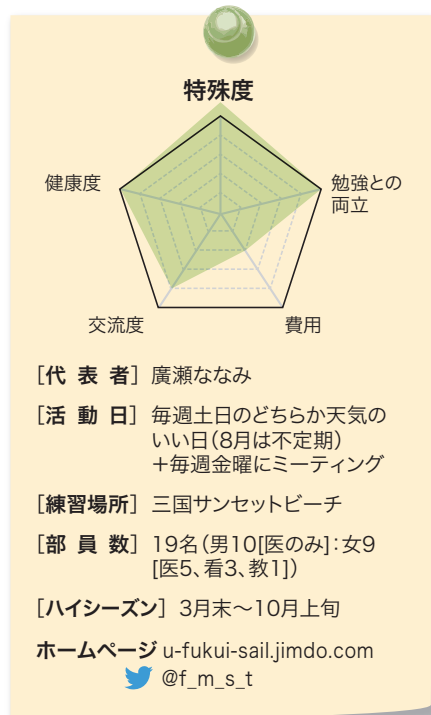 特殊度
健康度
勉強との
両立
交流度
費用
［代 表 者］ 廣瀬ななみ
［活 動 日］ 毎週土日のどちらか天気の
いい日（8月は不定期）
＋毎週金曜にミーティング
［練習場所］ 三国サンセットビーチ
［部 員 数］ 19名（男10[医のみ]：女9
[医5、看3、教1]）
［ハイシーズン］ 3月末～10月上旬
ホームページ u-fukui-sail.jimdo.com
@f_m_s_t